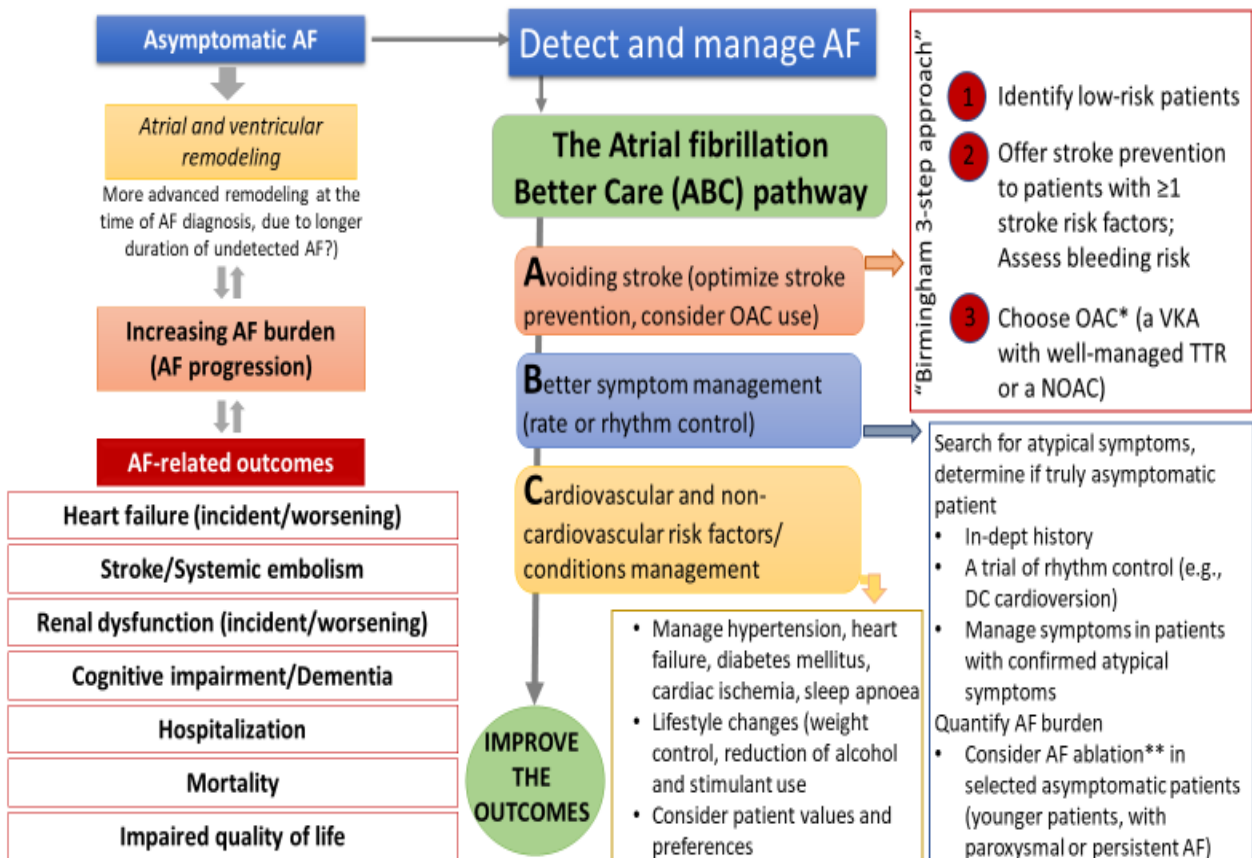 Asymptomatic AF
Atrial and ventricular
remodeling
More advanced remodeling at the
time of AF diagnosis, due to longer
duration of undetected AF?)
Increasing AF burden
(AF progression)
AF-related outcomes
Heart failure (incident/worsening)
Stroke/Systemic embolism
Renal dysfunction (incident/worsening)
Cognitive impairment/Dementia
Hospitalization
Mortality
Impaired quality of life
Detect and manage AF
The Atrial fibrillation
Better Care (ABC) pathway
Avoiding stroke (optimize stroke
prevention, consider OAC use)
Better symptom management
(rate or rhythm control)
Cardiovascular and non-
cardiovascular risk factors/
conditions management
IMPROVE
THE
OUTCOMES
"Birmingham 3-step approach"
1 Identify low-risk patients
2 Offer stroke prevention
to patients with ≥1
stroke risk factors;
Assess bleeding risk
3 Choose OAC* (a VKA
with well-managed TTR
or a NOAC)
Search for atypical symptoms,
determine if truly asymptomatic
patient
• In-dept history
• A trial of rhythm control (e.g.,
DC cardioversion)
• Manage symptoms in patients
with confirmed atypical
symptoms
Quantify AF burden
• Consider AF ablation** in
selected asymptomatic patients
(younger patients, with
paroxysmal or persistent AF)
• Manage hypertension, heart
failure, diabetes mellitus,
cardiac ischemia, sleep apnoea
• Lifestyle changes (weight
control, reduction of alcohol
and stimulant use
• Consider patient values and
preferences